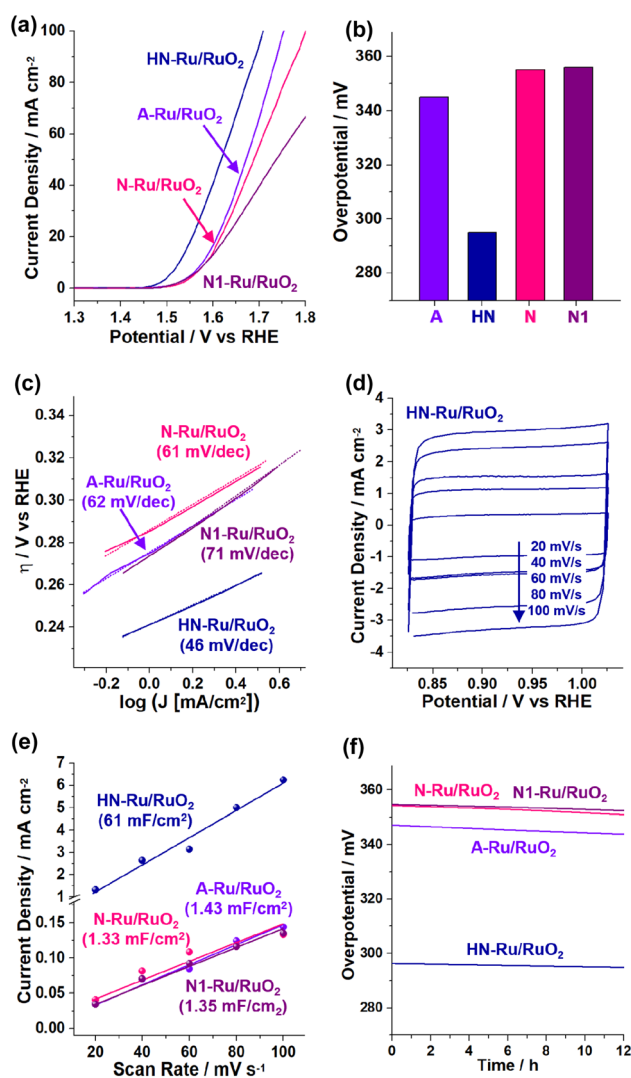 (a)
Current Density / mA cm⁻²
100
80
60
40
20
0
HN-Ru/RuO₂
A-Ru/RuO₂
N-Ru/RuO₂
N1-Ru/RuO₂
1.3 1.4 1.5 1.6 1.7 1.8
Potential / V vs RHE
(b)
Overpotential / mV
360
340
320
300
280
A HN N N1
(c)
η / V vs RHE
0.34
0.32
0.30
0.28
0.26
0.24
N-Ru/RuO₂
(61 mV/dec)
A-Ru/RuO₂
(62 mV/dec)
N1-Ru/RuO₂
(71 mV/dec)
HN-Ru/RuO₂
(46 mV/dec)
-0.2 0.0 0.2 0.4 0.6 0.8
log (J [mA/cm²])
(d)
Current Density / mA cm⁻²
4
3
2
1
0
-1
-2
-3
-4
HN-Ru/RuO₂
20 mV/s
40 mV/s
60 mV/s
80 mV/s
100 mV/s
0.85 0.90 0.95 1.00
Potential / V vs RHE
(e)
Current Density / mA cm⁻²
7
6
5
4
3
2
1
0.15
0.10
0.05
0.00
HN-Ru/RuO₂
(61 mF/cm²)
A-Ru/RuO₂
(1.43 mF/cm²)
N-Ru/RuO₂
(1.33 mF/cm²)
N1-Ru/RuO₂
(1.35 mF/cm₂)
20 40 60 80 100
Scan Rate / mV s⁻¹
(f)
Overpotential / mV
360
340
320
300
280
N-Ru/RuO₂
N1-Ru/RuO₂
A-Ru/RuO₂
HN-Ru/RuO₂
0 2 4 6 8 10 12
Time / h